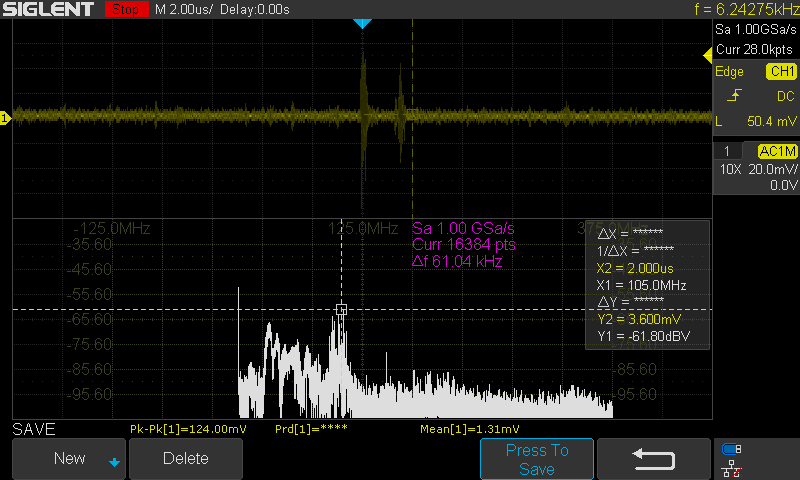 SIGLENT Stop M 2.00us/ Delay:0.00s f = 6.24275kHz
Sa 1.00GSa/s
Curr 28.0kpts
Edge CH1
DC
L 50.4 mV
1 AC1M
10X 20.0mV/
0.0V
1
-125.0MHz 125.0MHz
-35.60
-45.60
-55.60
-65.60
-75.60
-85.60 -85.60
-95.60 -95.60
Sa 1.00 GSa/s
Curr 16384 pts
Δf 61.04 kHz
ΔX = ******
1/ΔX = ******
X2 = 2.000us
X1 = 105.0MHz
ΔY = ******
Y2 = 3.600mV
Y1 = -61.80dBV
SAVE Pk-Pk[1]=124.00mV Prd[1]=**** Mean[1]=1.31mV
New Delete Press To
Save